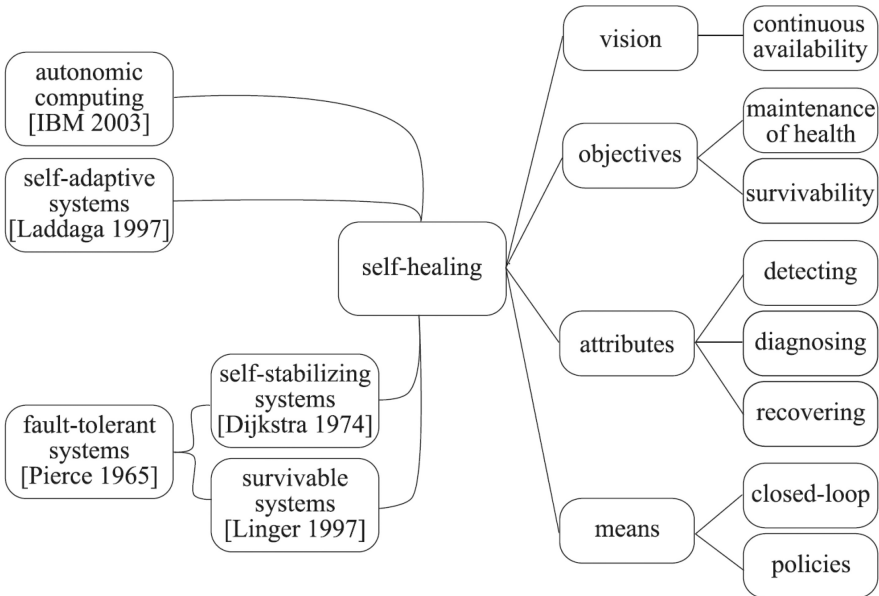 autonomic
computing
[IBM 2003]
self-adaptive
systems
[Laddaga 1997]
fault-tolerant
systems
[Pierce 1965]
self-stabilizing
systems
[Dijkstra 1974]
survivable
systems
[Linger 1997]
self-healing
vision
continuous
availability
objectives
maintenance
of health
survivability
attributes
detecting
diagnosing
recovering
means
closed-loop
policies